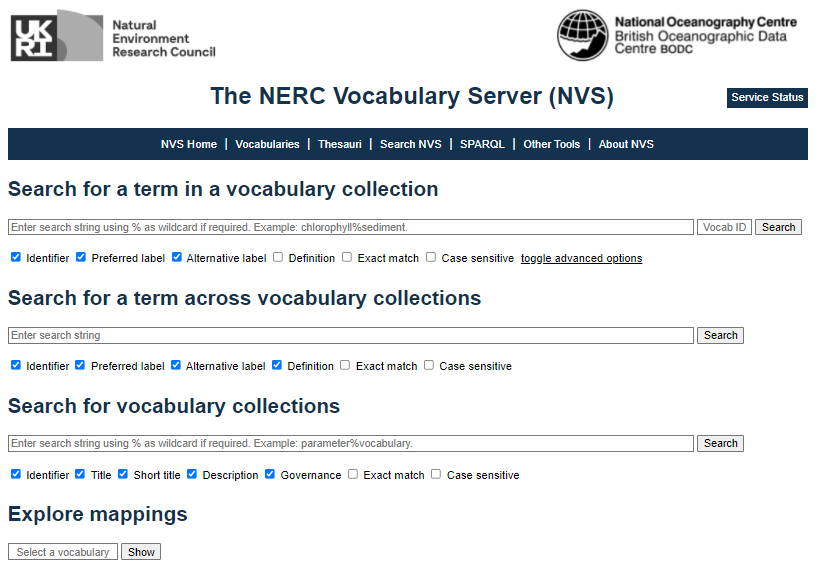 UK
RI
Natural
Environment
Research Council
National Oceanography Centre
British Oceanographic Data
Centre BODC
The NERC Vocabulary Server (NVS)
Service Status
NVS Home | Vocabularies | Thesauri | Search NVS | SPARQL | Other Tools | About NVS
Search for a term in a vocabulary collection
Enter search string using % as wildcard if required. Example: chlorophyll%sediment. Vocab ID Search
Identifier Preferred label Alternative label Definition Exact match Case sensitive toggle advanced options
Search for a term across vocabulary collections
Enter search string Search
Identifier Preferred label Alternative label Definition Exact match Case sensitive
Search for vocabulary collections
Enter search string using % as wildcard if required. Example: parameter%vocabulary. Search
Identifier Title Short title Description Governance Exact match Case sensitive
Explore mappings
Select a vocabulary Show